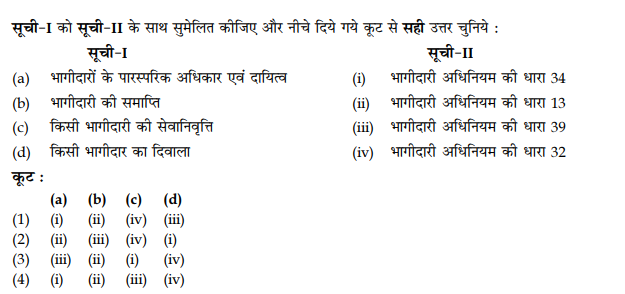 सूची-I को सूची-II के साथ सुमेलित कीजिए और नीचे दिये गये कूट से सही उत्तर चुनिये :
सूची-I सूची-II
(a) भागीदारों के पारस्परिक अधिकार एवं दायित्व (i) भागीदारी अधिनियम की धारा 34
(b) भागीदारी की समाप्ति (ii) भागीदारी अधिनियम की धारा 13
(c) किसी भागीदारी की सेवानिवृत्ति (iii) भागीदारी अधिनियम की धारा 39
(d) किसी भागीदार का दिवाला (iv) भागीदारी अधिनियम की धारा 32
कूट :
(a) (b) (c) (d)
(1) (i) (ii) (iv) (iii)
(2) (ii) (iii) (iv) (i)
(3) (iii) (ii) (i) (iv)
(4) (i) (ii) (iii) (iv)